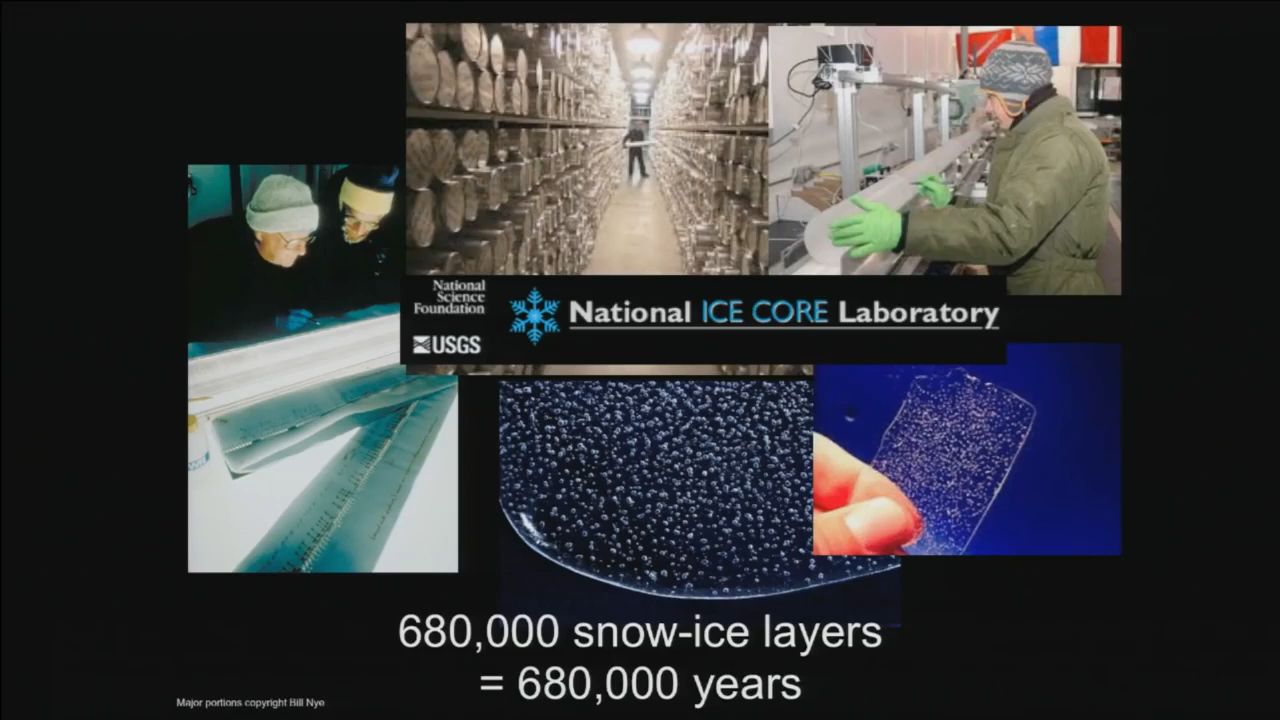 National
Science
Foundation
USGS
National ICE CORE Laboratory
680,000 snow-ice layers
= 680,000 years
Major portions copyright Bill Nye